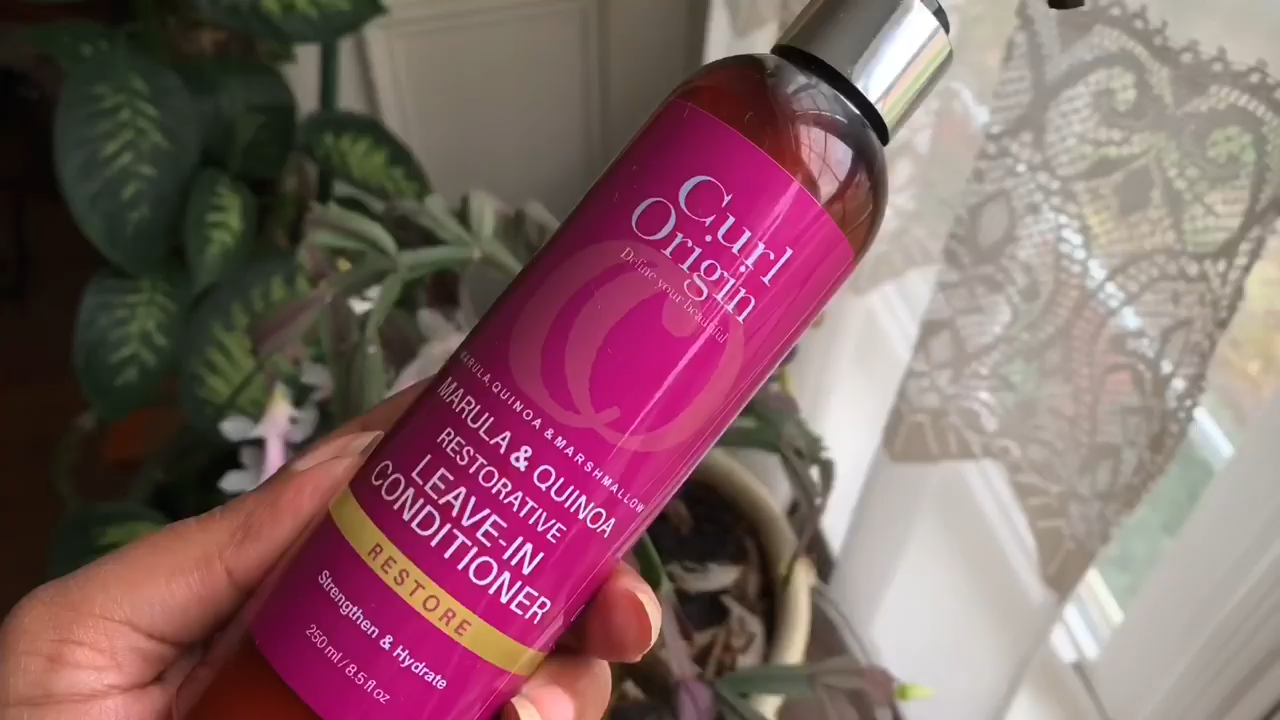 Curl
Origin
Define your beautiful
MARULA, QUINOA & MARSHMALLOW
MARULA & QUINOA
RESTORATIVE
LEAVE-IN
CONDITIONER
RESTORE
Strengthen & Hydrate
250 ml / 8.5 fl oz